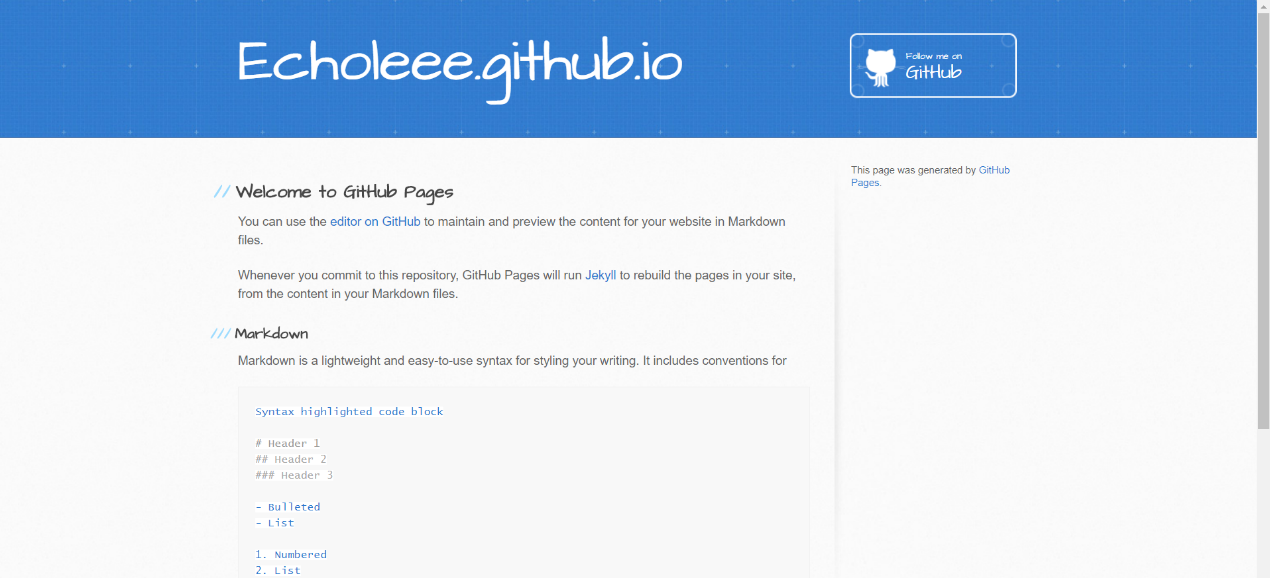 Echoleee.github.io
Follow me on
GitHub
This page was generated by GitHub
Pages.
// Welcome to GitHub Pages
You can use the editor on GitHub to maintain and preview the content for your website in Markdown
files.
Whenever you commit to this repository, GitHub Pages will run Jekyll to rebuild the pages in your site,
from the content in your Markdown files.
/// Markdown
Markdown is a lightweight and easy-to-use syntax for styling your writing. It includes conventions for
Syntax highlighted code block
# Header 1
## Header 2
### Header 3
- Bulleted
- List
1. Numbered
2. List